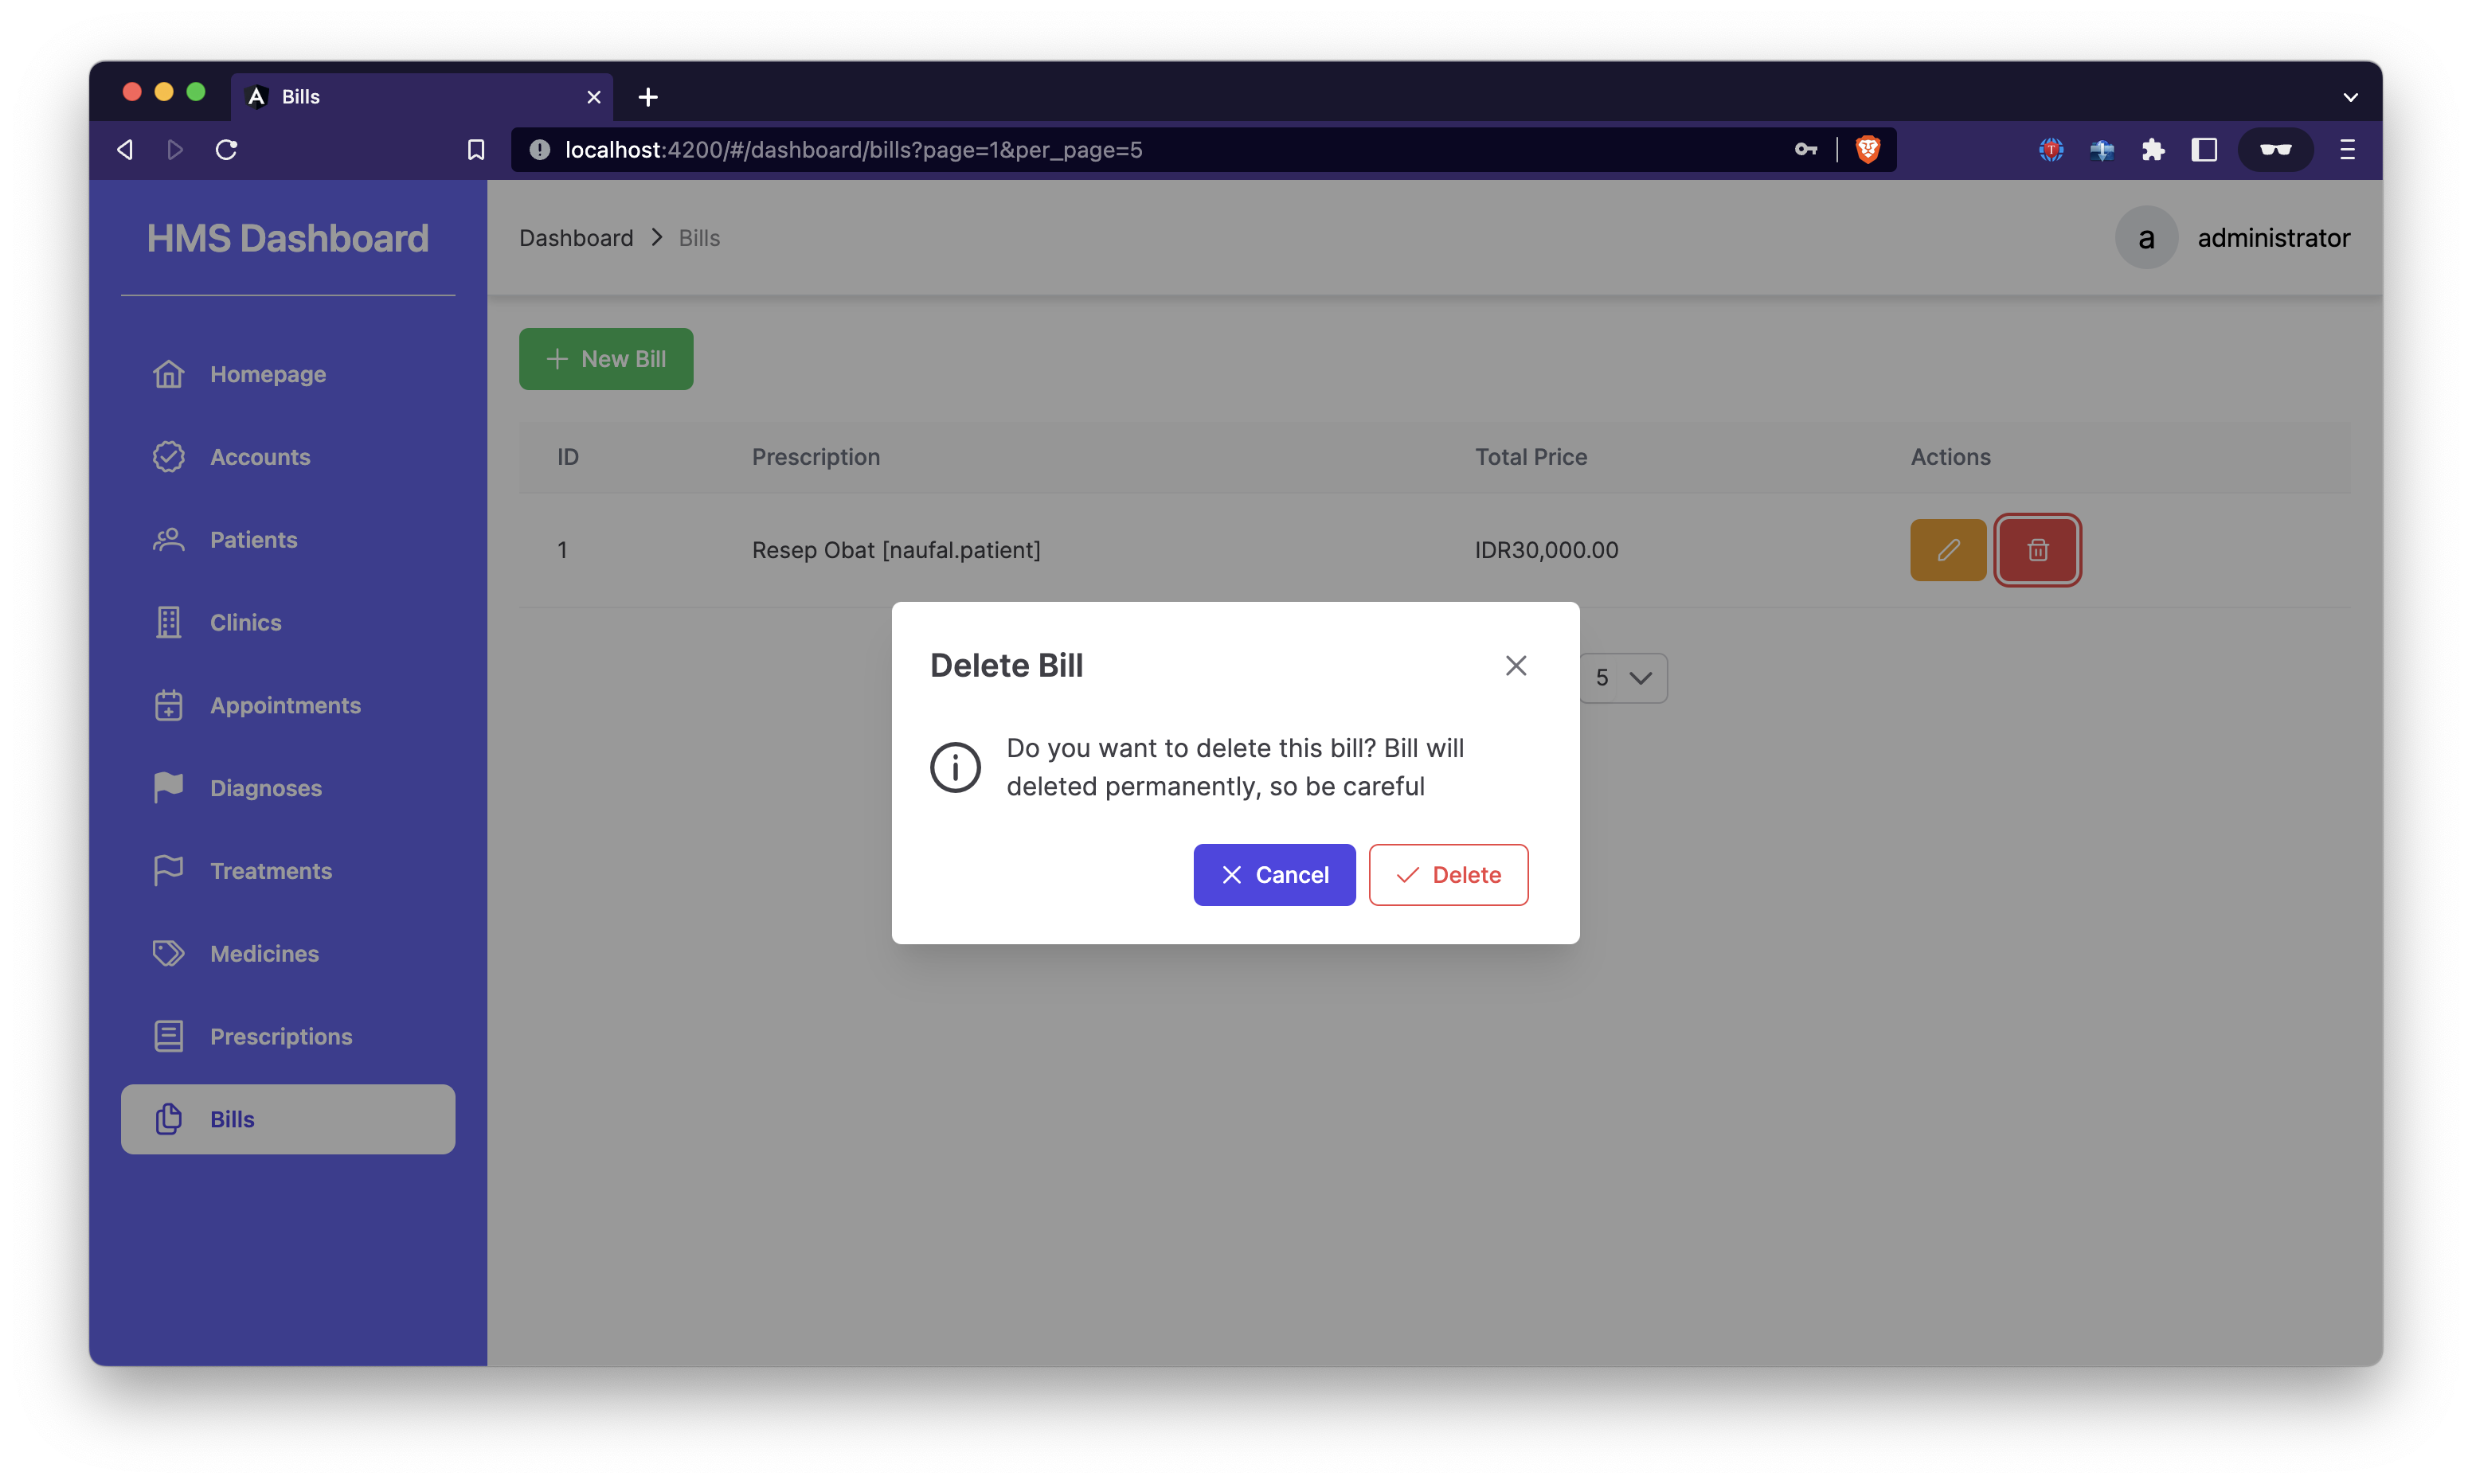 Bills
localhost:4200/#/dashboard/bills?page=1&per_page=5
T
HMS Dashboard
Dashboard > Bills
a administrator
Homepage
Accounts
Patients
Clinics
Appointments
Diagnoses
Treatments
Medicines
Prescriptions
Bills
New Bill
ID Prescription Total Price Actions
1 Resep Obat [naufal.patient] IDR30,000.00
5
Delete Bill
Do you want to delete this bill? Bill will
deleted permanently, so be careful
Cancel Delete